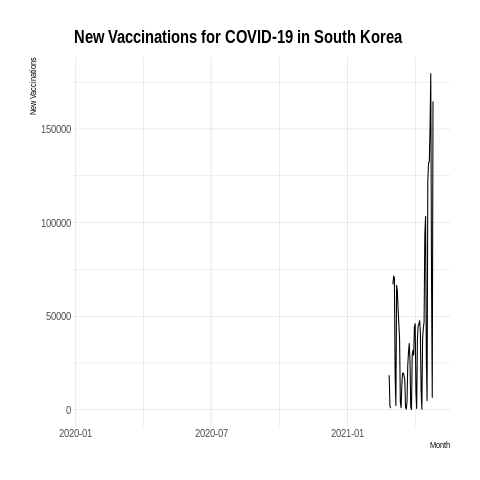 New Vaccinations for COVID-19 in South Korea
New Vaccinations
150000
100000
50000
0
2020-01
2020-07
2021-01
Month